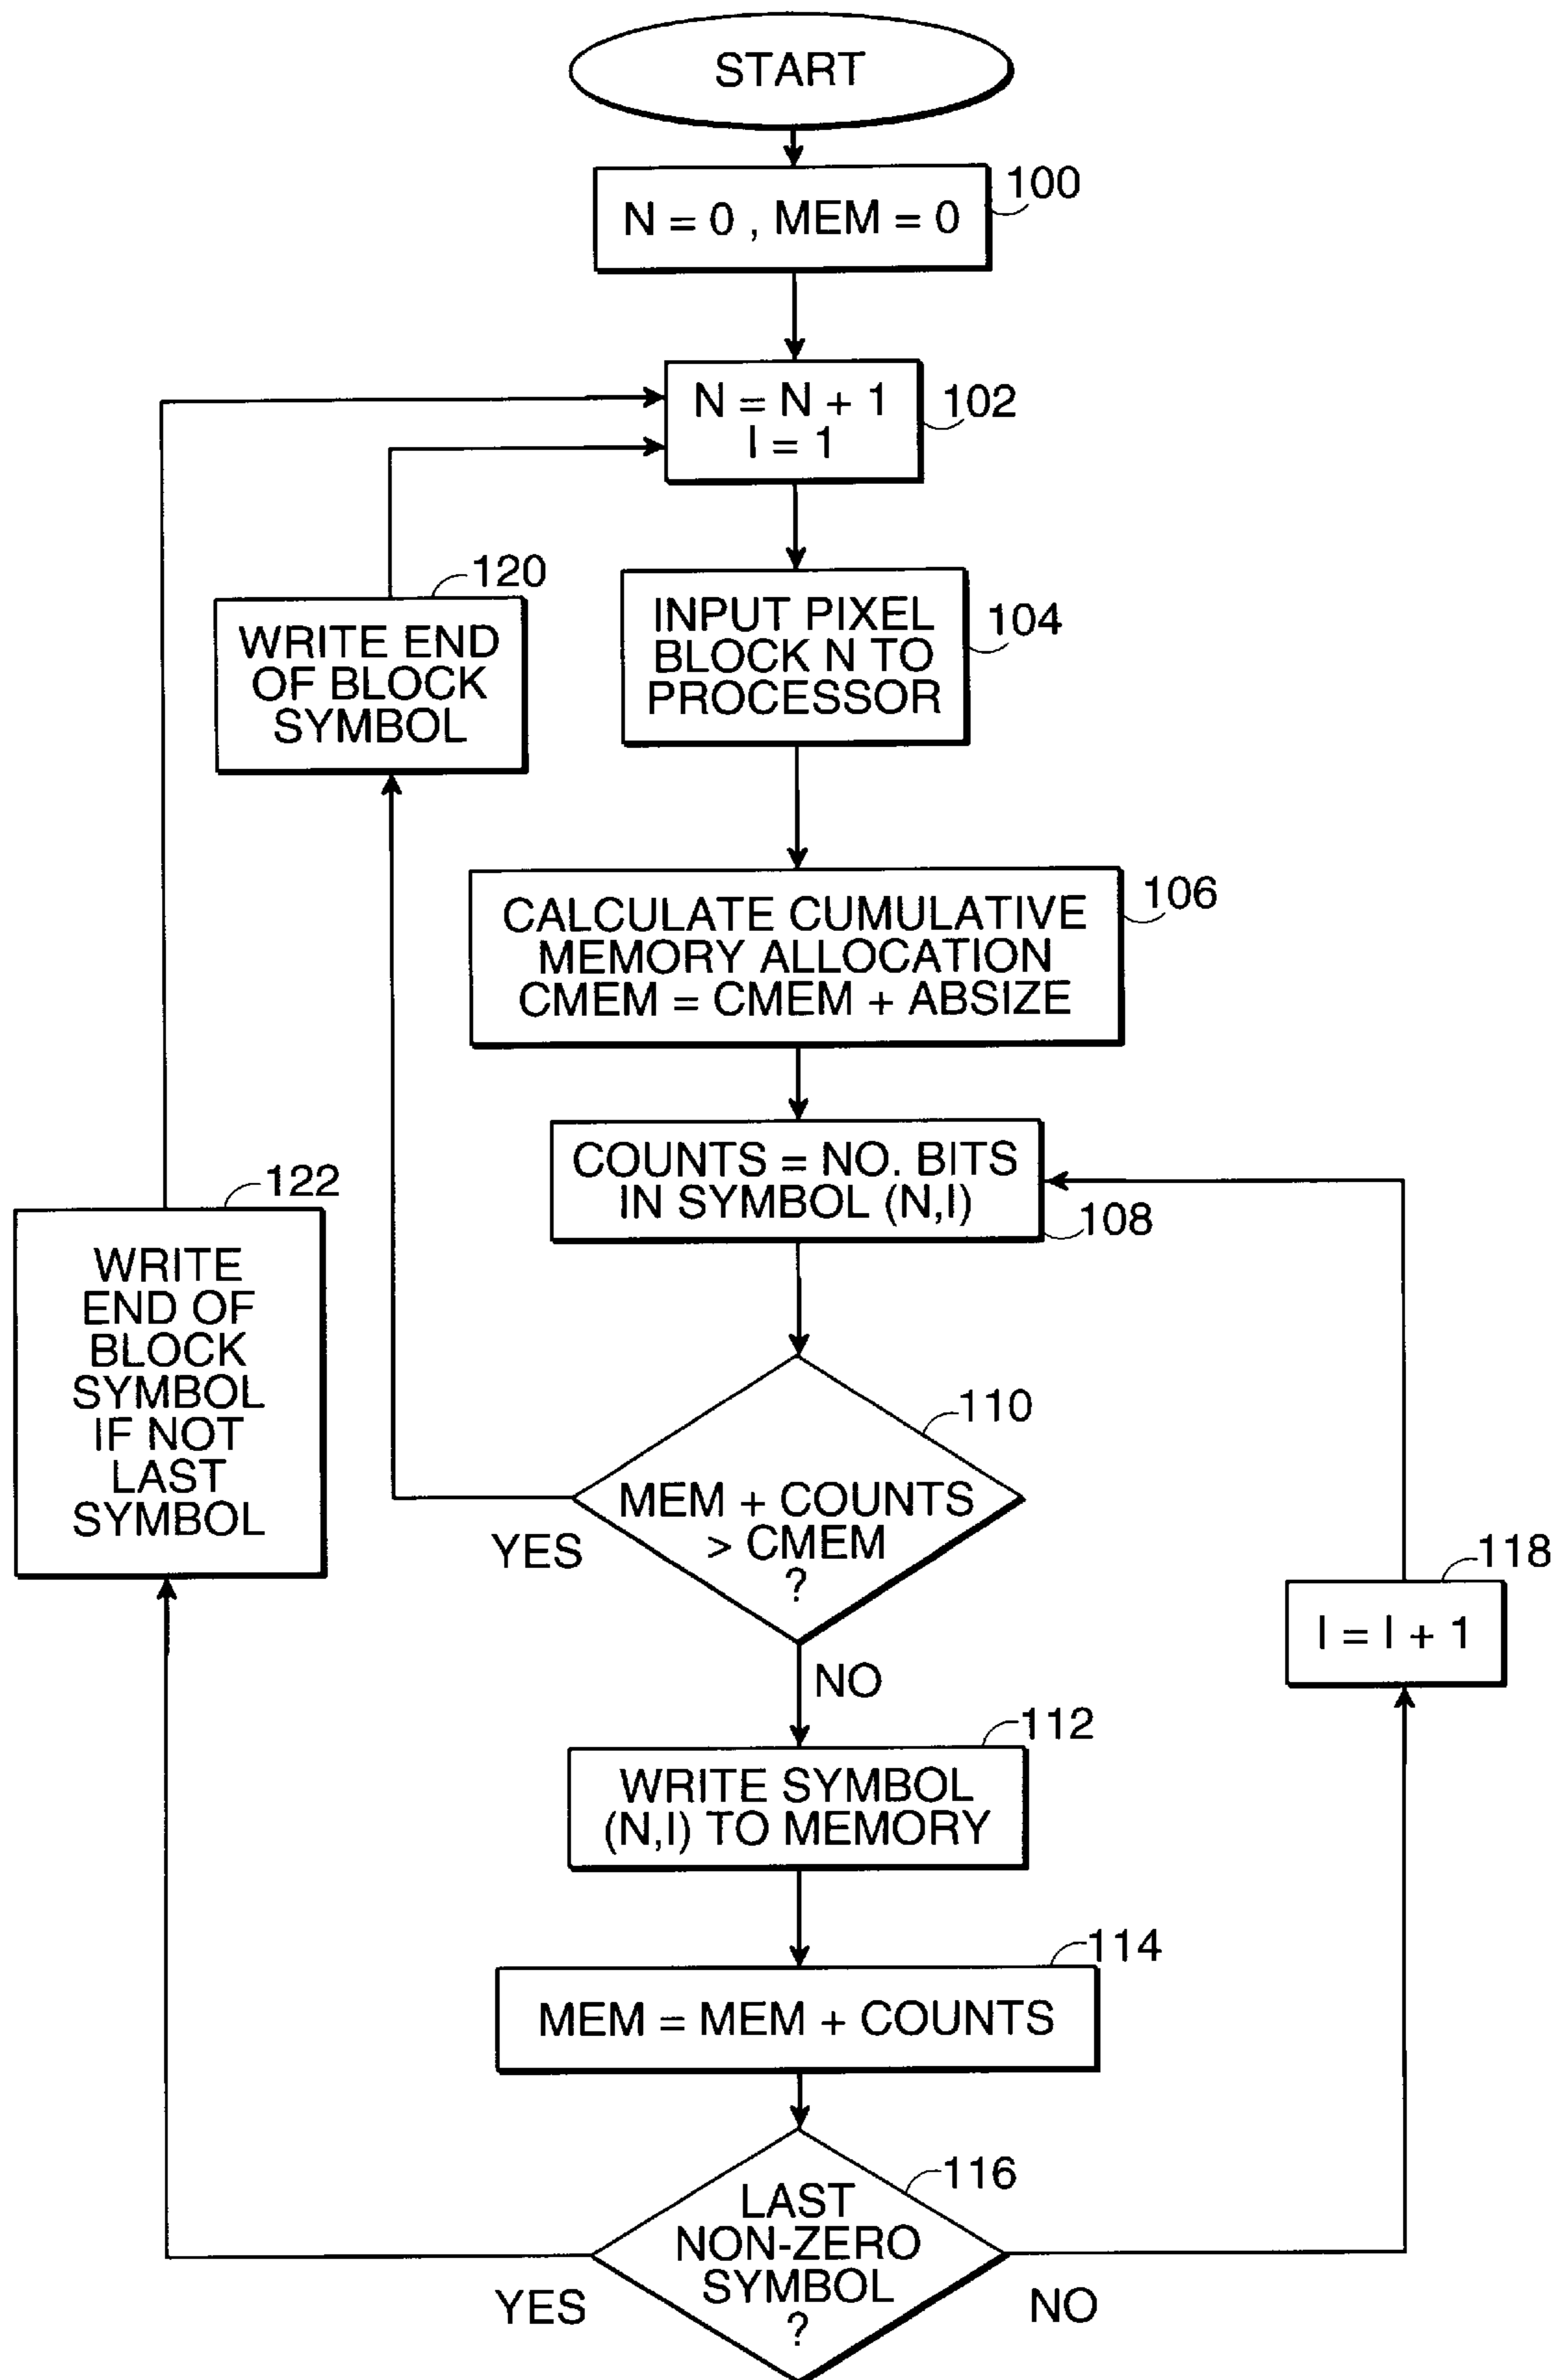 START
100
N = 0 , MEM = 0
102
N = N + 1
I = 1
120
WRITE END
OF BLOCK
SYMBOL
104
INPUT PIXEL
BLOCK N TO
PROCESSOR
106
CALCULATE CUMULATIVE
MEMORY ALLOCATION
CMEM = CMEM + ABSIZE
108
COUNTS = NO. BITS
IN SYMBOL (N,I)
122
WRITE
END OF
BLOCK
SYMBOL
IF NOT
LAST
SYMBOL
110
MEM + COUNTS
> CMEM
?
YES
NO
118
I = I + 1
112
WRITE SYMBOL
(N,I) TO MEMORY
114
MEM = MEM + COUNTS
116
LAST
NON-ZERO
SYMBOL
?
YES
NO